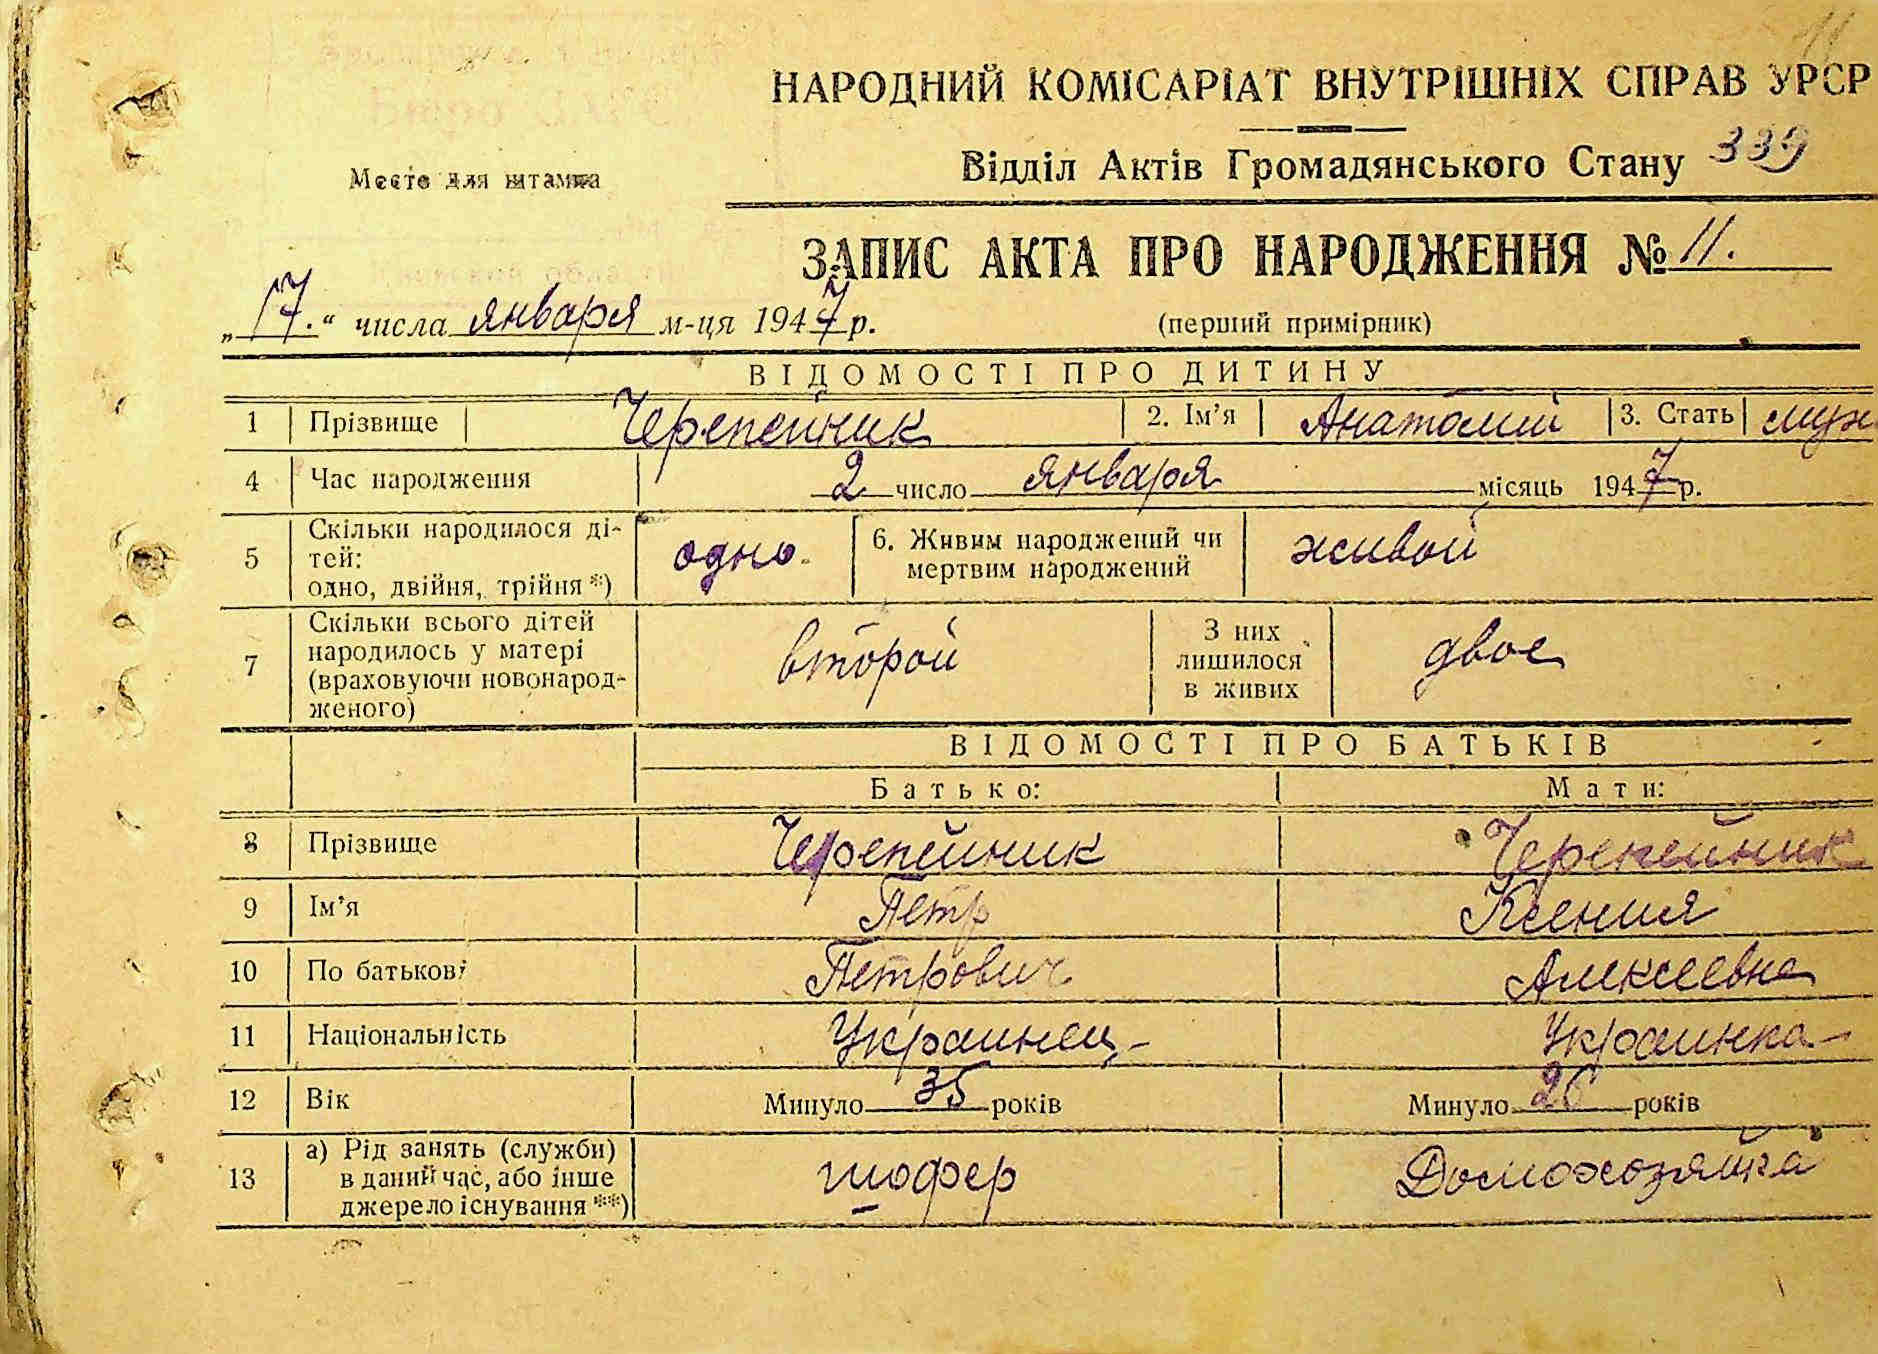 11
НАРОДНИЙ КОМІСАРІАТ ВНУТРІШНІХ СПРАВ УРСР
Відділ Актів Громадянського Стану 339
Место для штампа
ЗАПИС АКТА ПРО НАРОДЖЕННЯ № 11.
„17.“ числа января м-ця 1947 р. (перший примірник)
ВІДОМОСТІ ПРО ДИТИНУ
1 Прізвище Черепейник 2. Ім'я Анатолий 3. Стать муж
4 Час народження 2 число января місяць 1947 р.
5 Скільки народилося ді-
тей:
одно, двійня, трійня *) одно. 6. Живим народжений чи
мертвим народжений живой
7 Скільки всього дітей
народилось у матері
(враховуючи новонарод-
женого) второй З них
лишилося
в живих двое
ВІДОМОСТІ ПРО БАТЬКІВ
Батько: Мати:
8 Прізвище Черепейник Черепейник
9 Ім'я Петр Ксения
10 По батькові Петрович Алексеевна
11 Національність Украинец Украинка
12 Вік Минуло 35 років Минуло 26 років
13 а) Рід занять (служби)
в даний час, або інше
джерело існування **) шофер Домохозяйка